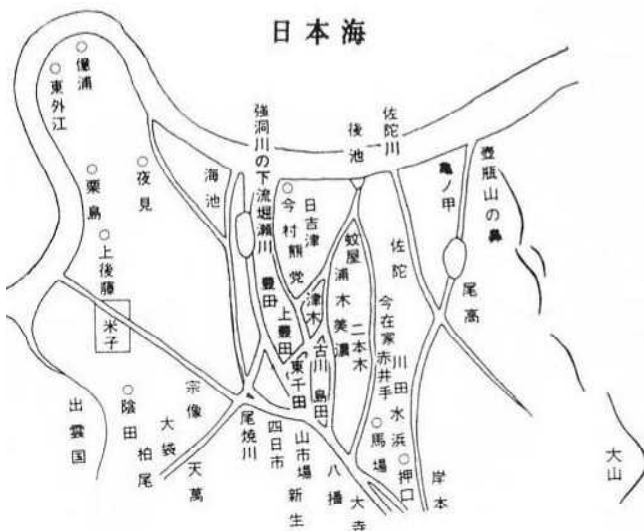 日本海
東外江
粟島
上後藤
米子
夜見
海池
強洞川の下流堀瀬川
今村熊党
日吉津
後池
佐陀川
亀ノ甲
壺瓶山の鼻
佐陀
尾高
蚊屋
浦木
美濃
二本木
今在家
赤井手
川田
水浜
津木
豊田
上豊田
古川
島田
東千田
馬場
押口
岸本
大山
出雲国
陰田
柏尾
大袋
宗像
天萬
尾焼川
四日市
山市場
新生
八播
大寺